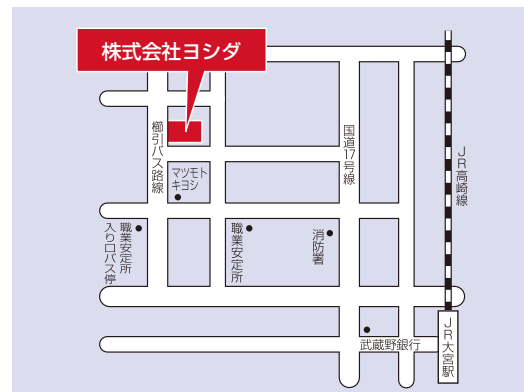 株式会社ヨシダ
櫛引バス路線
国道17号線
JR高崎線
マツモト
キヨシ
職業安定所
入り口バス停
職業安定所
消防署
武蔵野銀行
JR大宮駅